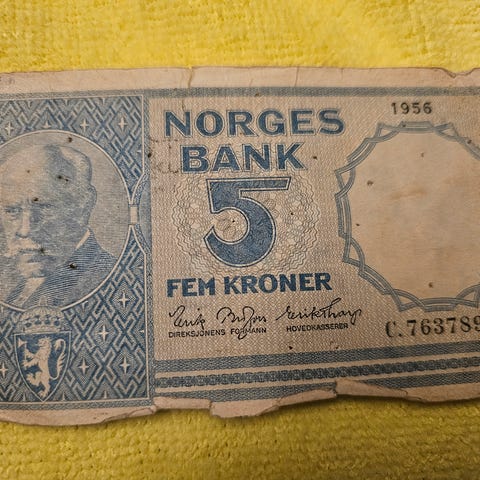 1956
NORGES
BANK
5
FEM KRONER
DIREKSJONENS FORMANN HOVEDKASSERER
C.763789